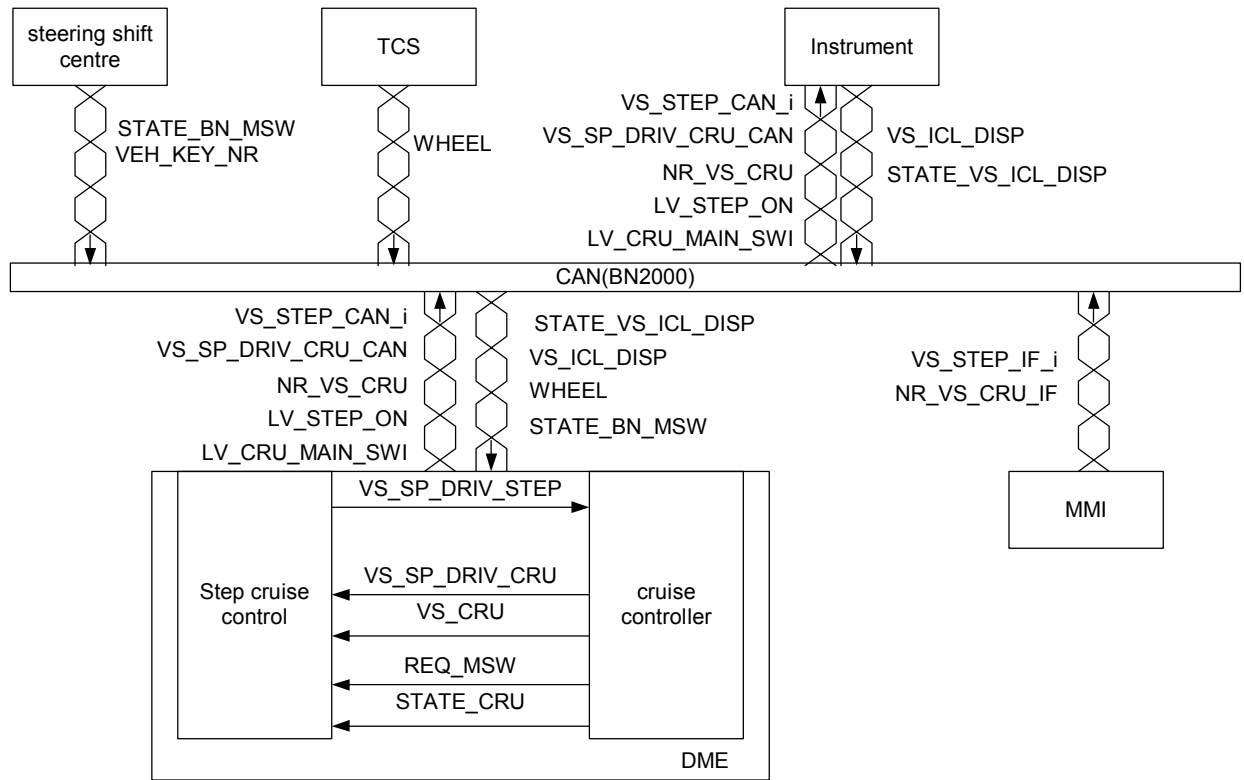 steering shift
centre
TCS
Instrument
STATE_BN_MSW
VEH_KEY_NR
WHEEL
VS_STEP_CAN_i
VS_SP_DRIV_CRU_CAN
NR_VS_CRU
LV_STEP_ON
LV_CRU_MAIN_SWI
VS_ICL_DISP
STATE_VS_ICL_DISP
CAN(BN2000)
VS_STEP_CAN_i
VS_SP_DRIV_CRU_CAN
NR_VS_CRU
LV_STEP_ON
LV_CRU_MAIN_SWI
STATE_VS_ICL_DISP
VS_ICL_DISP
WHEEL
STATE_BN_MSW
VS_STEP_IF_i
NR_VS_CRU_IF
MMI
Step cruise
control
VS_SP_DRIV_STEP
VS_SP_DRIV_CRU
VS_CRU
REQ_MSW
STATE_CRU
cruise
controller
DME